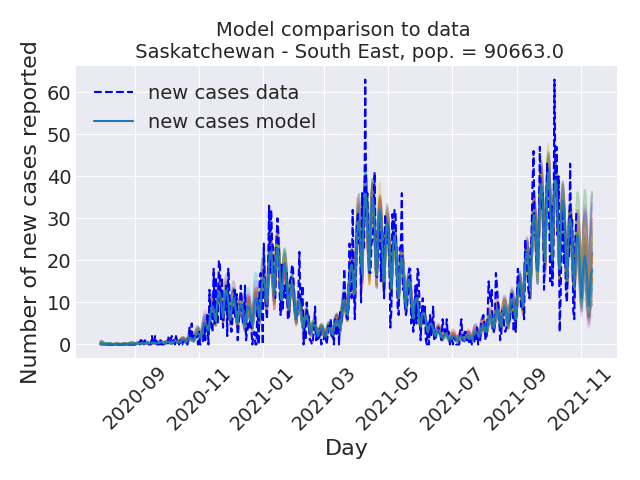 Model comparison to data
Saskatchewan - South East, pop. = 90663.0
Number of new cases reported
60
50
40
30
20
10
0
new cases data
new cases model
2020-09
2020-11
2021-01
2021-03
2021-05
2021-07
2021-09
2021-11
Day